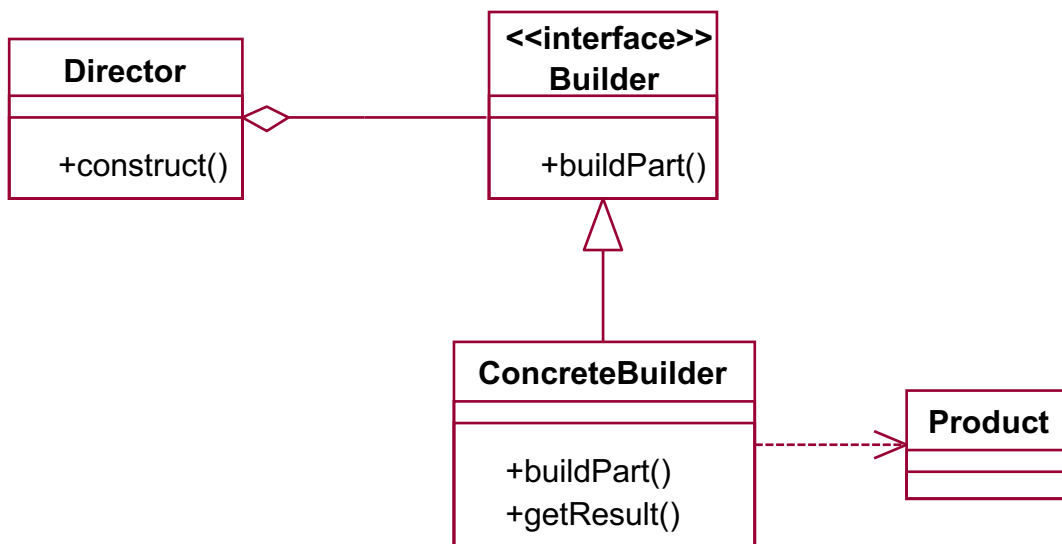 Director
+construct()
<<interface>>
Builder
+buildPart()
ConcreteBuilder
+buildPart()
+getResult()
Product